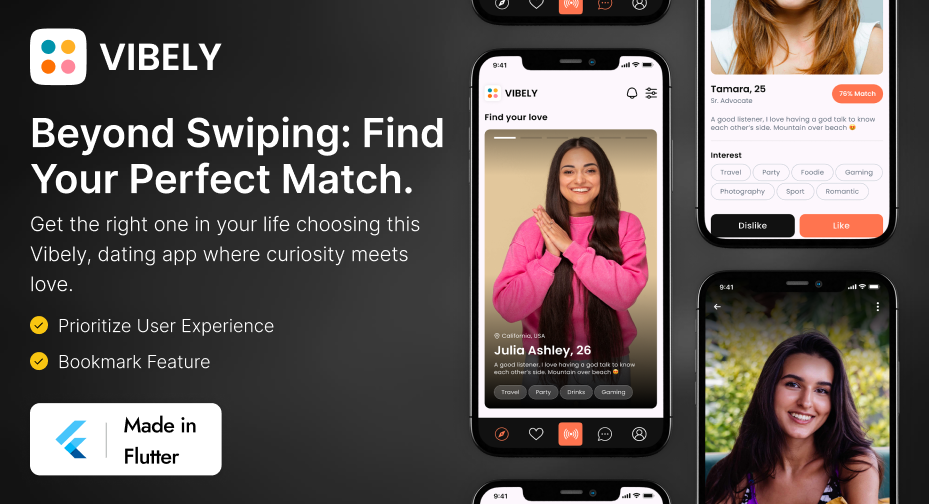 VIBELY
Beyond Swiping: Find
Your Perfect Match.
Get the right one in your life choosing this
Vibely, dating app where curiosity meets
love.
Prioritize User Experience
Bookmark Feature
Made in
Flutter
9:41
VIBELY
Find your love
California, USA
Julia Ashley, 26
A good listener, I love having a god talk to know
each other's side. Mountain over beach 😍
Travel Party Drinks Gaming
9:41
Tamara, 25
76% Match
Sr. Advocate
A good listener, I love having a god talk to know
each other's side. Mountain over beach 😍
Interest
Travel Party Foodie Gaming
Photography Sport Romantic
Dislike Like
9:41